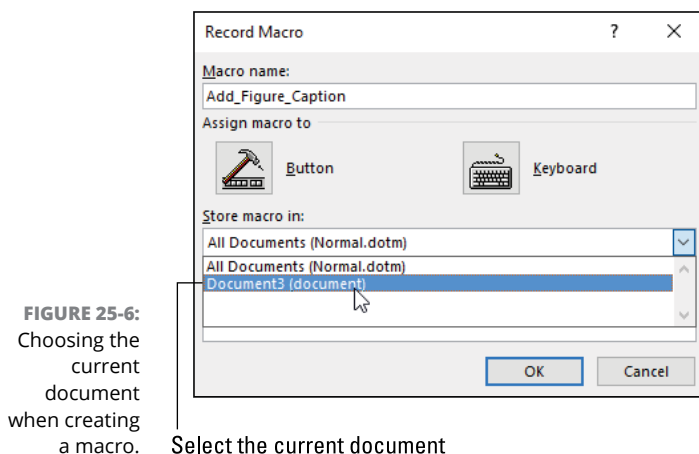 Record Macro
?
Macro name:
Add_Figure_Caption
Assign macro to
Button
Keyboard
Store macro in:
All Documents (Normal.dotm)
All Documents (Normal.dotm)
Document3 (document)
OK
Cancel
FIGURE 25-6:
Choosing the
current
document
when creating
a macro.
Select the current document